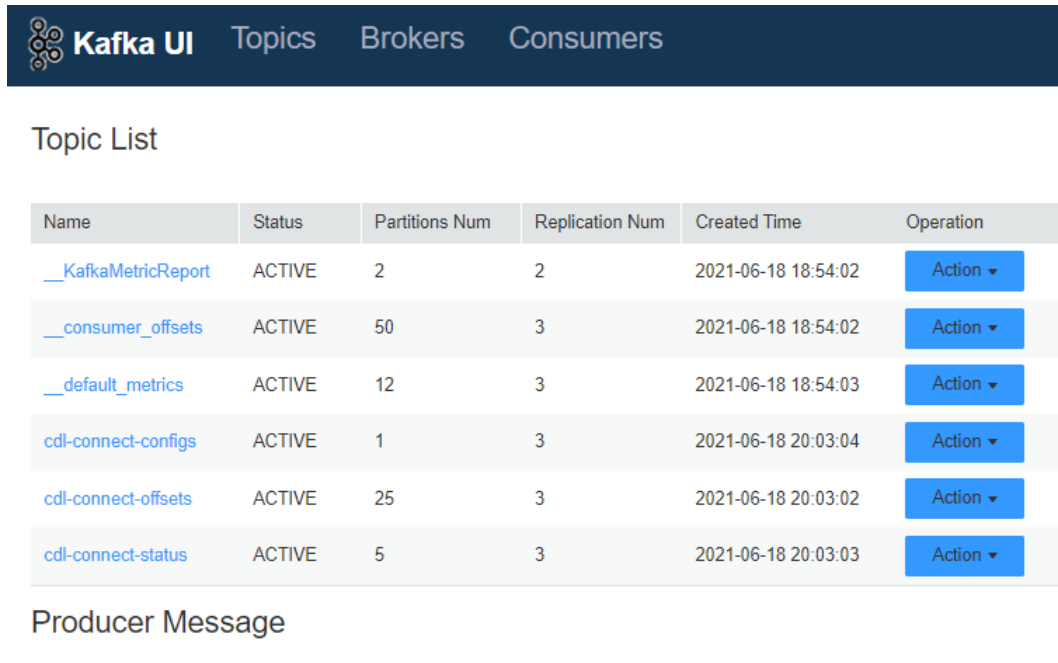 Kafka UI Topics Brokers Consumers
Topic List
Name Status Partitions Num Replication Num Created Time Operation
__KafkaMetricReport ACTIVE 2 2 2021-06-18 18:54:02 Action
__consumer_offsets ACTIVE 50 3 2021-06-18 18:54:02 Action
__default_metrics ACTIVE 12 3 2021-06-18 18:54:03 Action
cdl-connect-configs ACTIVE 1 3 2021-06-18 20:03:04 Action
cdl-connect-offsets ACTIVE 25 3 2021-06-18 20:03:02 Action
cdl-connect-status ACTIVE 5 3 2021-06-18 20:03:03 Action
Producer Message